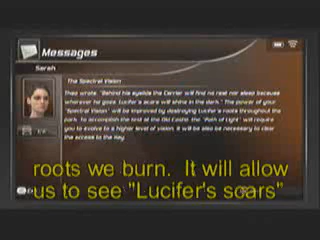 Messages
Sarah
The Spectral Vision
Theo wrote: "Behind his eyelids the Carrier will find no rest nor sleep because
wherever he goes, Lucifer's scars will shine in the dark." The power of your
"Spectral Vision" will be improved by destroying Lucifer's roots throughout the
park. To accomplish the test at the Old Castle, the "Path of Light" will require
you to evolve to a higher level of vision. It will be also be necessary to clear
the access to the Key.
roots we burn. It will allow
us to see "Lucifer's scars"